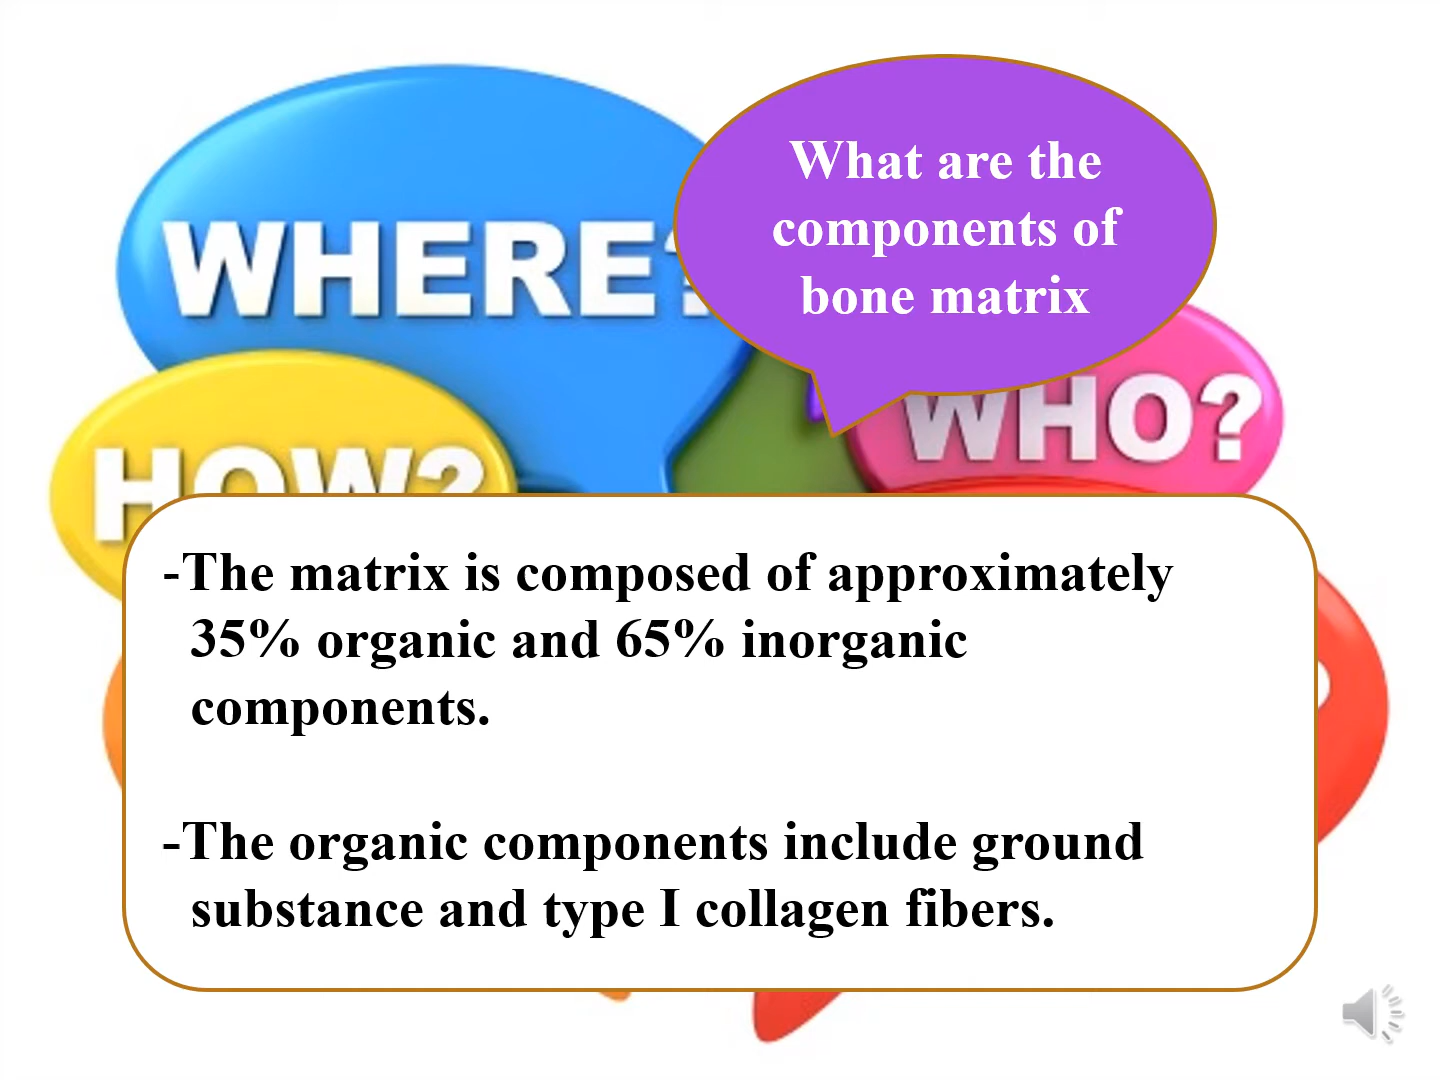 WHERE?
What are the
components of
bone matrix
WHO?
HOW?
-The matrix is composed of approximately
35% organic and 65% inorganic
components.
-The organic components include ground
substance and type I collagen fibers.